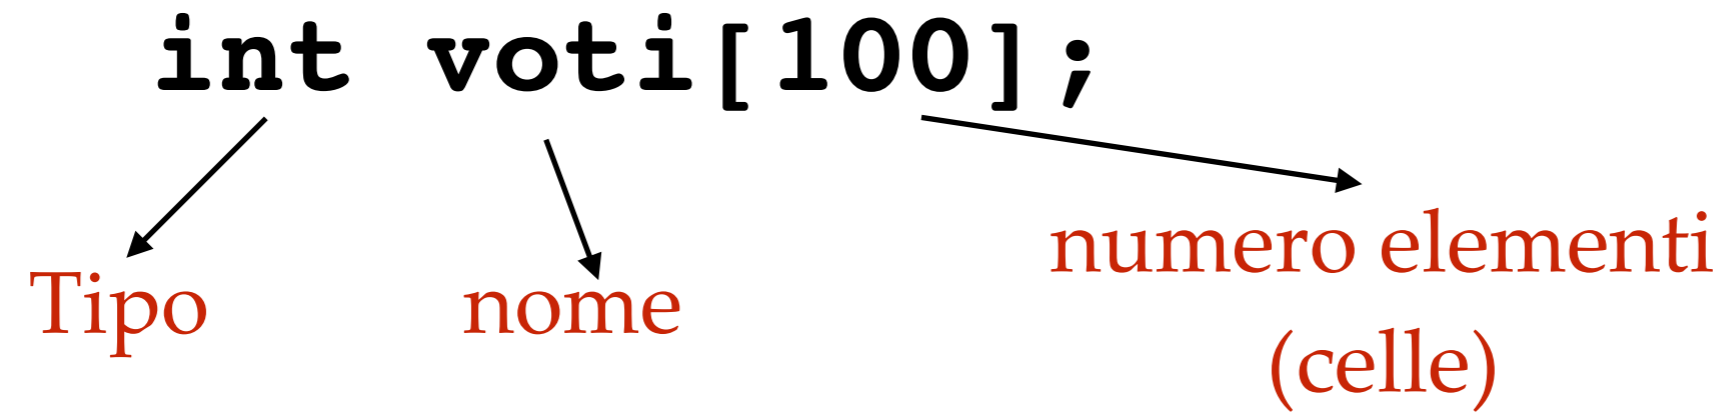 int voti[100];
Tipo
nome
numero elementi
(celle)